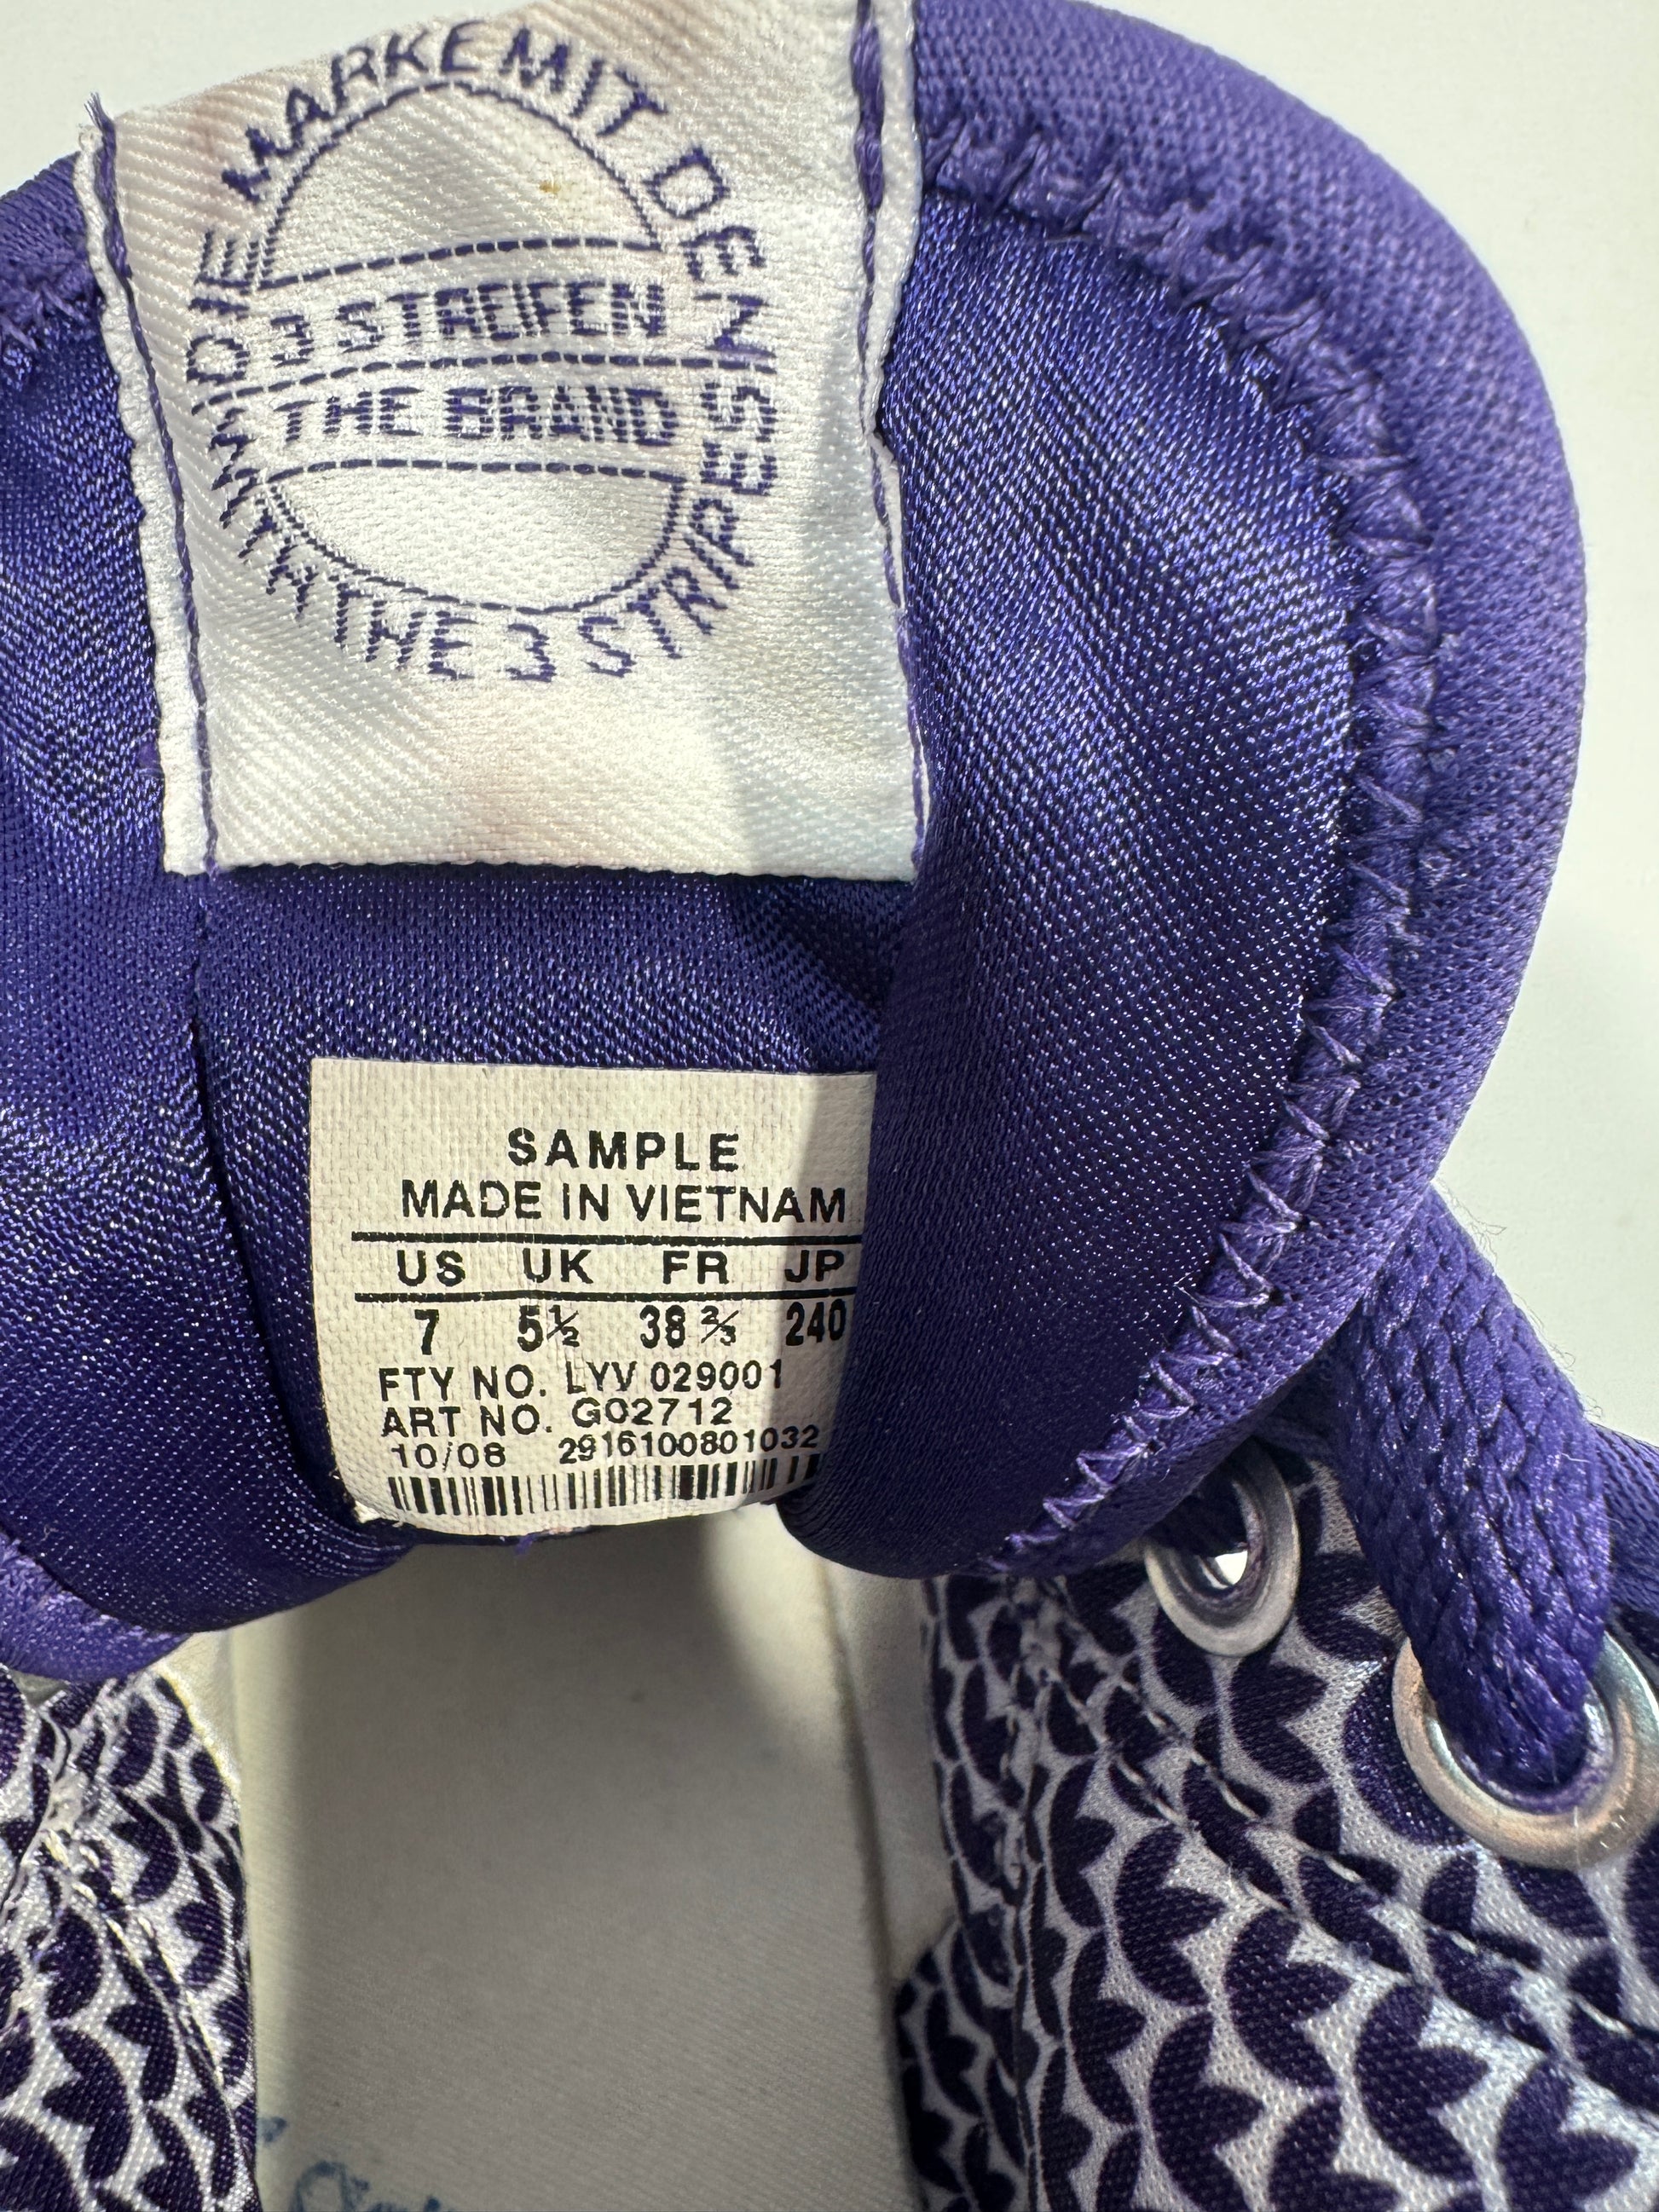 DIE MARKE MIT DEN
3 STREIFEN
THE BRAND
WITH THE 3 STRIPES
SAMPLE
MADE IN VIETNAM
US UK FR JP
7 5½ 38⅔ 240
FTY NO. LYV 029001
ART NO. G02712
10/08 2916100801032